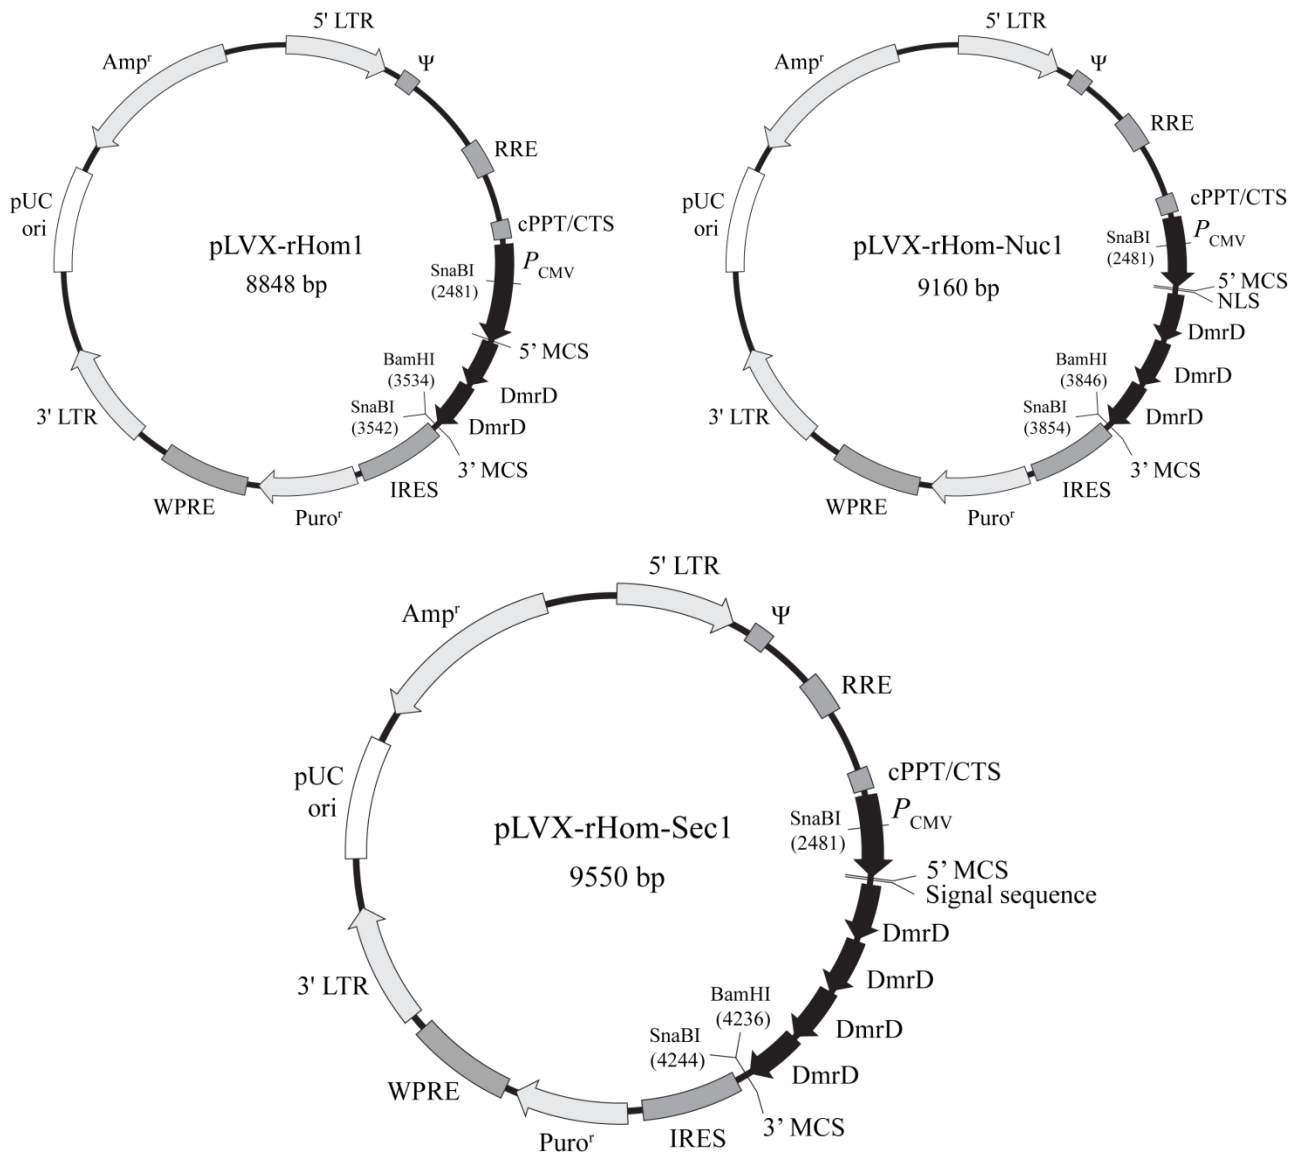 5' LTR
Ampʳ
Ψ
RRE
pUC
ori
cPPT/CTS
pLVX-rHom1
8848 bp
SnaBI
(2481)
PCMV
5’ MCS
BamHI
(3534)
DmrD
SnaBI
(3542)
DmrD
3' LTR
3’ MCS
WPRE
IRES
Puroʳ
5' LTR
Ampʳ
Ψ
RRE
pUC
ori
cPPT/CTS
pLVX-rHom-Nuc1
9160 bp
SnaBI
(2481)
PCMV
5’ MCS
NLS
DmrD
BamHI
(3846)
DmrD
SnaBI
(3854)
DmrD
3' LTR
3’ MCS
WPRE
IRES
Puroʳ
5' LTR
Ampʳ
Ψ
RRE
pUC
ori
cPPT/CTS
pLVX-rHom-Sec1
9550 bp
SnaBI
(2481)
PCMV
5’ MCS
Signal sequence
DmrD
DmrD
3' LTR
BamHI
(4236)
DmrD
SnaBI
(4244)
DmrD
WPRE
3’ MCS
IRES
Puroʳ